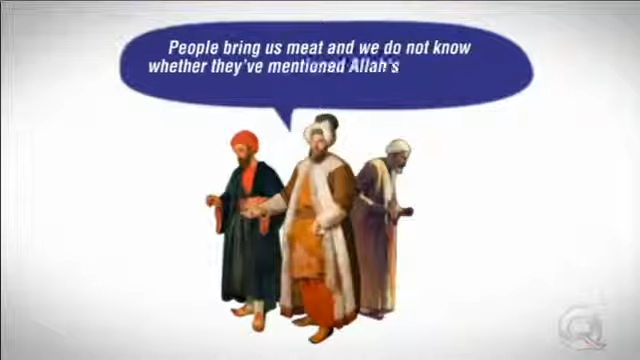 People bring us meat and we do not know
whether they've mentioned Allah's